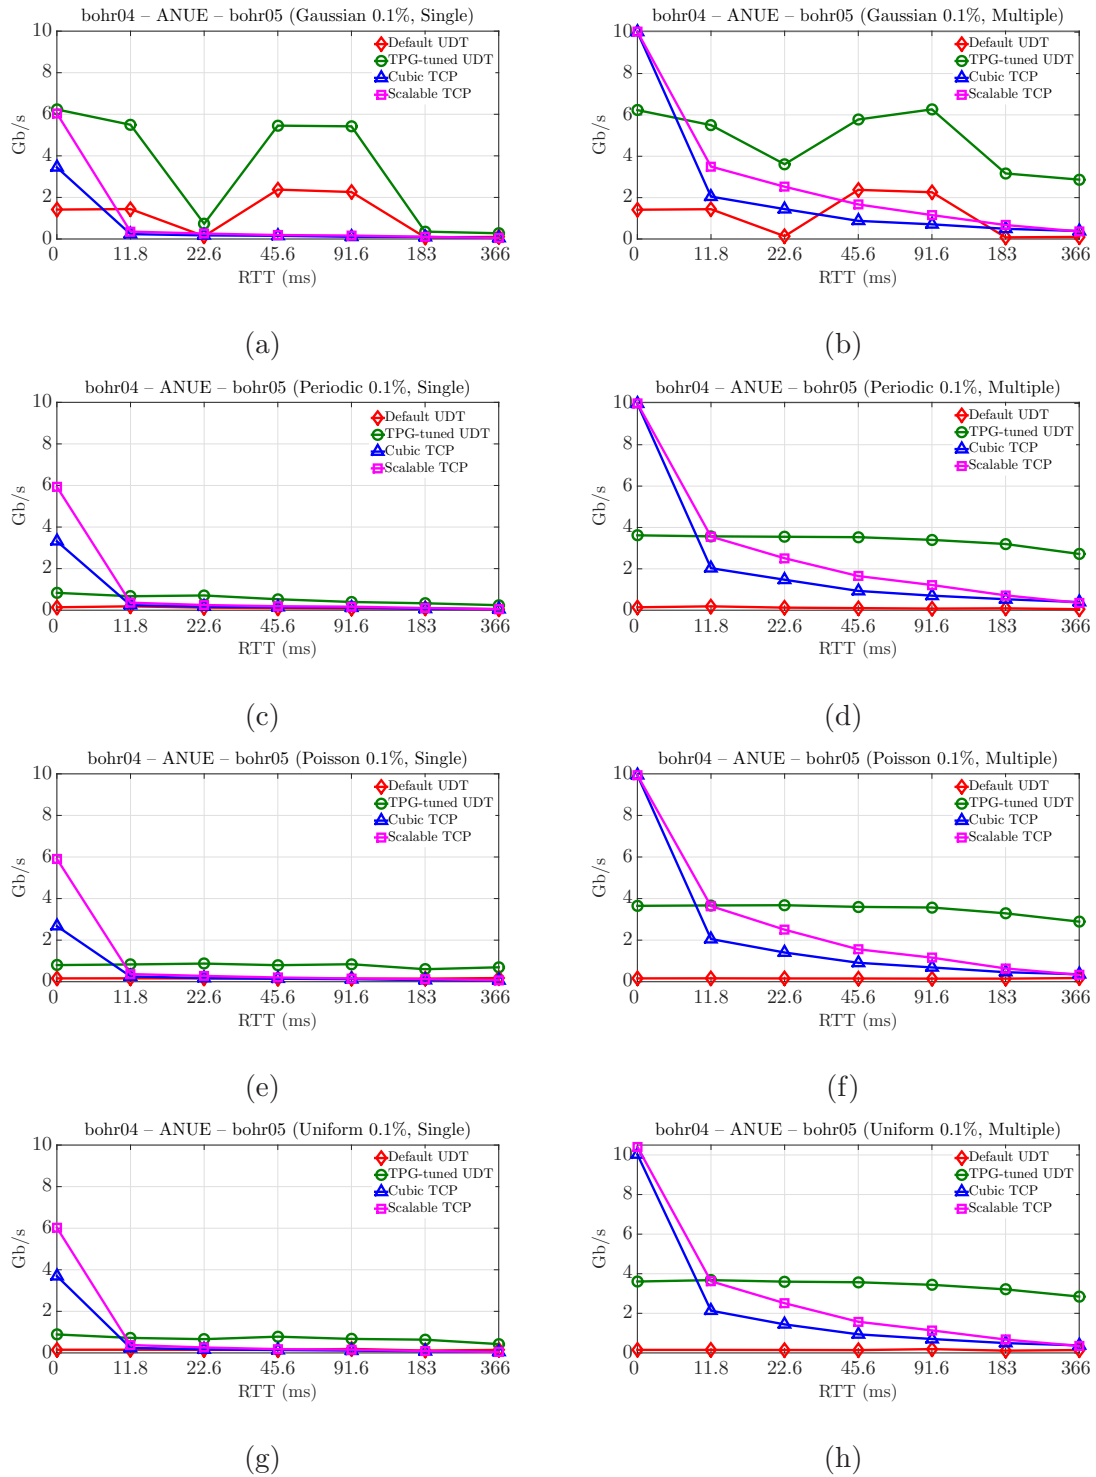 bohr04 – ANUE – bohr05 (Gaussian 0.1%, Single)
10
8
6
4
2
0
Gb/s
Default UDT
TPG-tuned UDT
Cubic TCP
Scalable TCP
0 11.8 22.6 45.6 91.6 183 366
RTT (ms)
(a)
bohr04 – ANUE – bohr05 (Gaussian 0.1%, Multiple)
10
8
6
4
2
0
Gb/s
Default UDT
TPG-tuned UDT
Cubic TCP
Scalable TCP
0 11.8 22.6 45.6 91.6 183 366
RTT (ms)
(b)
bohr04 – ANUE – bohr05 (Periodic 0.1%, Single)
10
8
6
4
2
0
Gb/s
Default UDT
TPG-tuned UDT
Cubic TCP
Scalable TCP
0 11.8 22.6 45.6 91.6 183 366
RTT (ms)
(c)
bohr04 – ANUE – bohr05 (Periodic 0.1%, Multiple)
10
8
6
4
2
0
Gb/s
Default UDT
TPG-tuned UDT
Cubic TCP
Scalable TCP
0 11.8 22.6 45.6 91.6 183 366
RTT (ms)
(d)
bohr04 – ANUE – bohr05 (Poisson 0.1%, Single)
10
8
6
4
2
0
Gb/s
Default UDT
TPG-tuned UDT
Cubic TCP
Scalable TCP
0 11.8 22.6 45.6 91.6 183 366
RTT (ms)
(e)
bohr04 – ANUE – bohr05 (Poisson 0.1%, Multiple)
10
8
6
4
2
0
Gb/s
Default UDT
TPG-tuned UDT
Cubic TCP
Scalable TCP
0 11.8 22.6 45.6 91.6 183 366
RTT (ms)
(f)
bohr04 – ANUE – bohr05 (Uniform 0.1%, Single)
10
8
6
4
2
0
Gb/s
Default UDT
TPG-tuned UDT
Cubic TCP
Scalable TCP
0 11.8 22.6 45.6 91.6 183 366
RTT (ms)
(g)
bohr04 – ANUE – bohr05 (Uniform 0.1%, Multiple)
10
8
6
4
2
0
Gb/s
Default UDT
TPG-tuned UDT
Cubic TCP
Scalable TCP
0 11.8 22.6 45.6 91.6 183 366
RTT (ms)
(h)